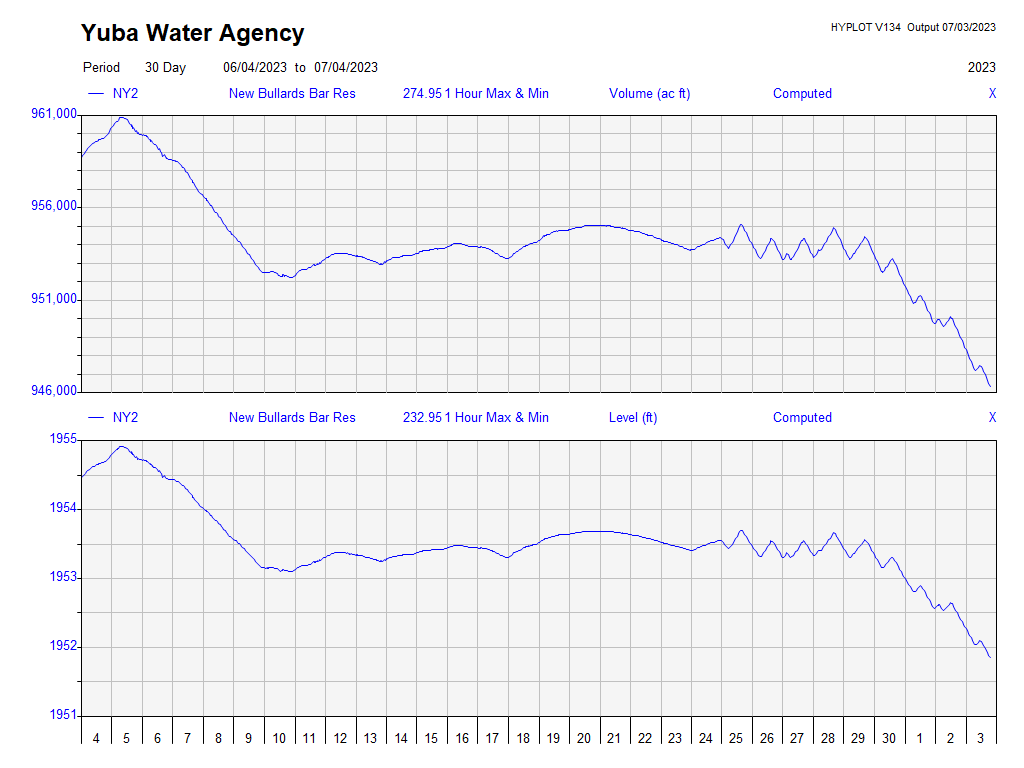 Yuba Water Agency
HYPLOT V134 Output 07/03/2023
Period 30 Day 06/04/2023 to 07/04/2023 2023
NY2 New Bullards Bar Res 274.95 1 Hour Max & Min Volume (ac ft) Computed X
961,000
956,000
951,000
946,000
NY2 New Bullards Bar Res 232.95 1 Hour Max & Min Level (ft) Computed X
1955
1954
1953
1952
1951
4 5 6 7 8 9 10 11 12 13 14 15 16 17 18 19 20 21 22 23 24 25 26 27 28 29 30 1 2 3